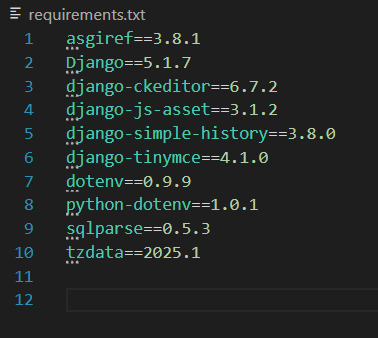 requirements.txt
1 asgiref==3.8.1
2 Django==5.1.7
3 django-ckeditor==6.7.2
4 django-js-asset==3.1.2
5 django-simple-history==3.8.0
6 django-tinymce==4.1.0
7 dotenv==0.9.9
8 python-dotenv==1.0.1
9 sqlparse==0.5.3
10 tzdata==2025.1
11
12